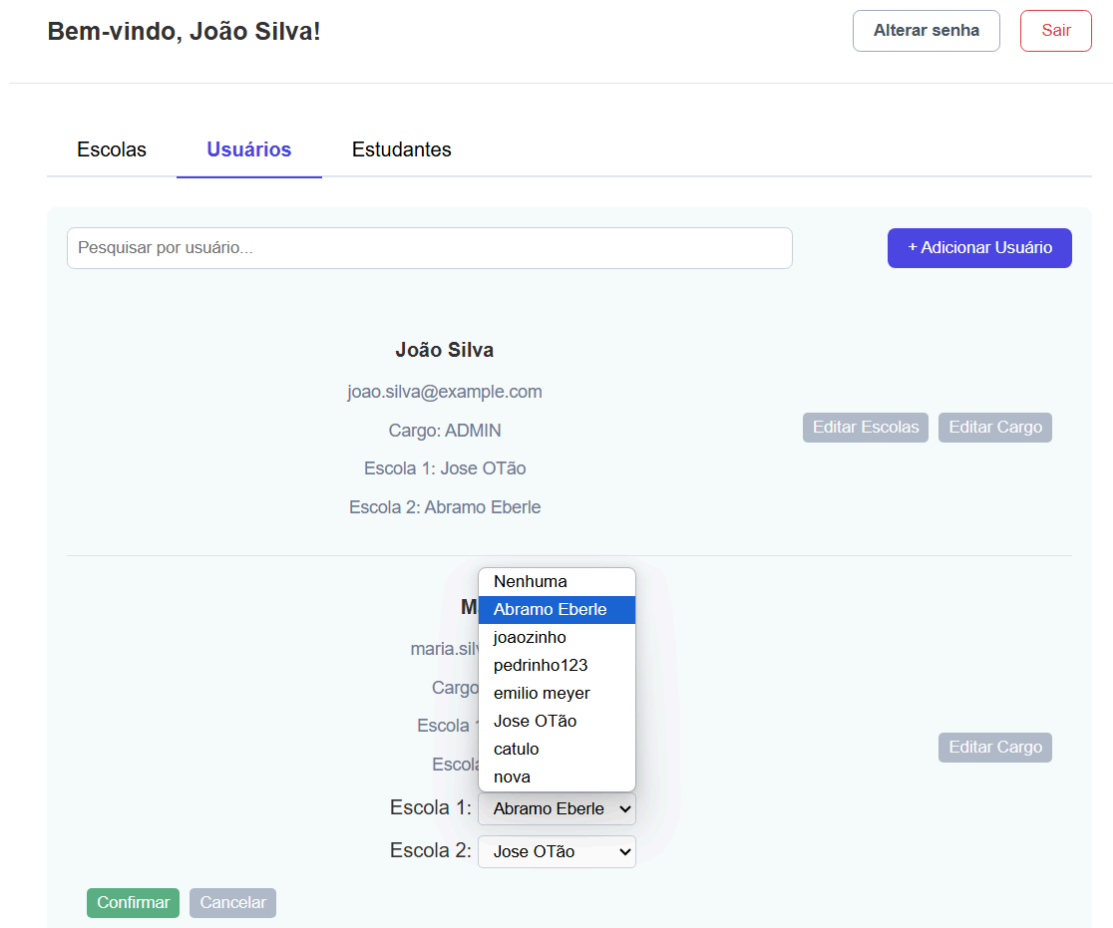 Bem-vindo, João Silva!
Alterar senha
Sair
Escolas
Usuários
Estudantes
Pesquisar por usuário...
+ Adicionar Usuário
João Silva
joao.silva@example.com
Cargo: ADMIN
Escola 1: Jose OTão
Escola 2: Abramo Eberle
Editar Escolas
Editar Cargo
Nenhuma
Abramo Eberle
joaozinho
pedrinho123
emilio meyer
Jose OTão
catulo
nova
Cargo
Escola
Editar Cargo
Escola 1: Abramo Eberle
Escola 2: Jose OTão
Confirmar
Cancelar